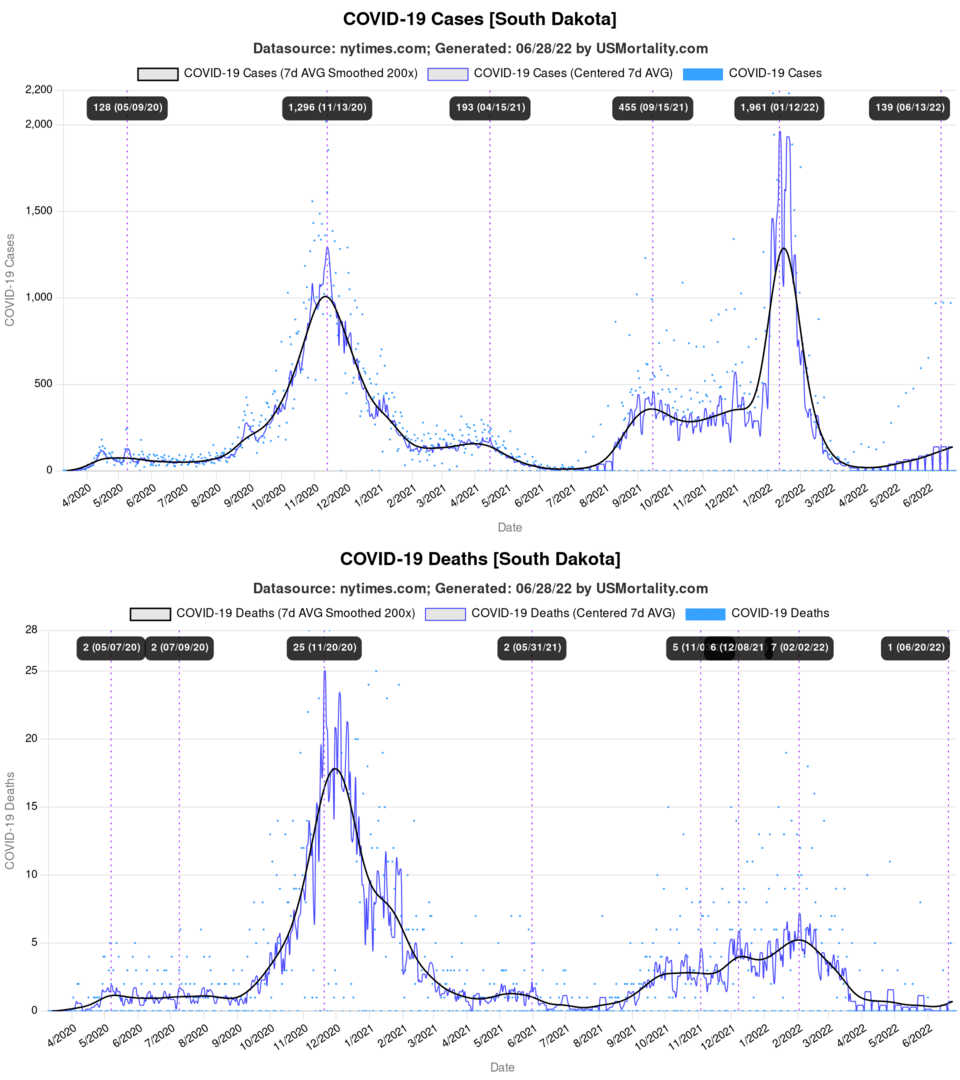 COVID-19 Cases [South Dakota]
Datasource: nytimes.com; Generated: 06/28/22 by USMortality.com
COVID-19 Cases (7d AVG Smoothed 200x) COVID-19 Cases (Centered 7d AVG) COVID-19 Cases
2,200
128 (05/09/20) 1,296 (11/13/20) 193 (04/15/21) 455 (09/15/21) 1,961 (01/12/22) 139 (06/13/22)
2,000
1,500
1,000
500
0
COVID-19 Cases
4/2020 5/2020 6/2020 7/2020 8/2020 9/2020 10/2020 11/2020 12/2020 1/2021 2/2021 3/2021 4/2021 5/2021 6/2021 7/2021 8/2021 9/2021 10/2021 11/2021 12/2021 1/2022 2/2022 3/2022 4/2022 5/2022 6/2022
Date
COVID-19 Deaths [South Dakota]
Datasource: nytimes.com; Generated: 06/28/22 by USMortality.com
COVID-19 Deaths (7d AVG Smoothed 200x) COVID-19 Deaths (Centered 7d AVG) COVID-19 Deaths
28
2 (05/07/20) 2 (07/09/20) 25 (11/20/20) 2 (05/31/21) 5 (11/0 6 (12/08/21 7 (02/02/22) 1 (06/20/22)
25
20
15
10
5
0
COVID-19 Deaths
4/2020 5/2020 6/2020 7/2020 8/2020 9/2020 10/2020 11/2020 12/2020 1/2021 2/2021 3/2021 4/2021 5/2021 6/2021 7/2021 8/2021 9/2021 10/2021 11/2021 12/2021 1/2022 2/2022 3/2022 4/2022 5/2022 6/2022
Date